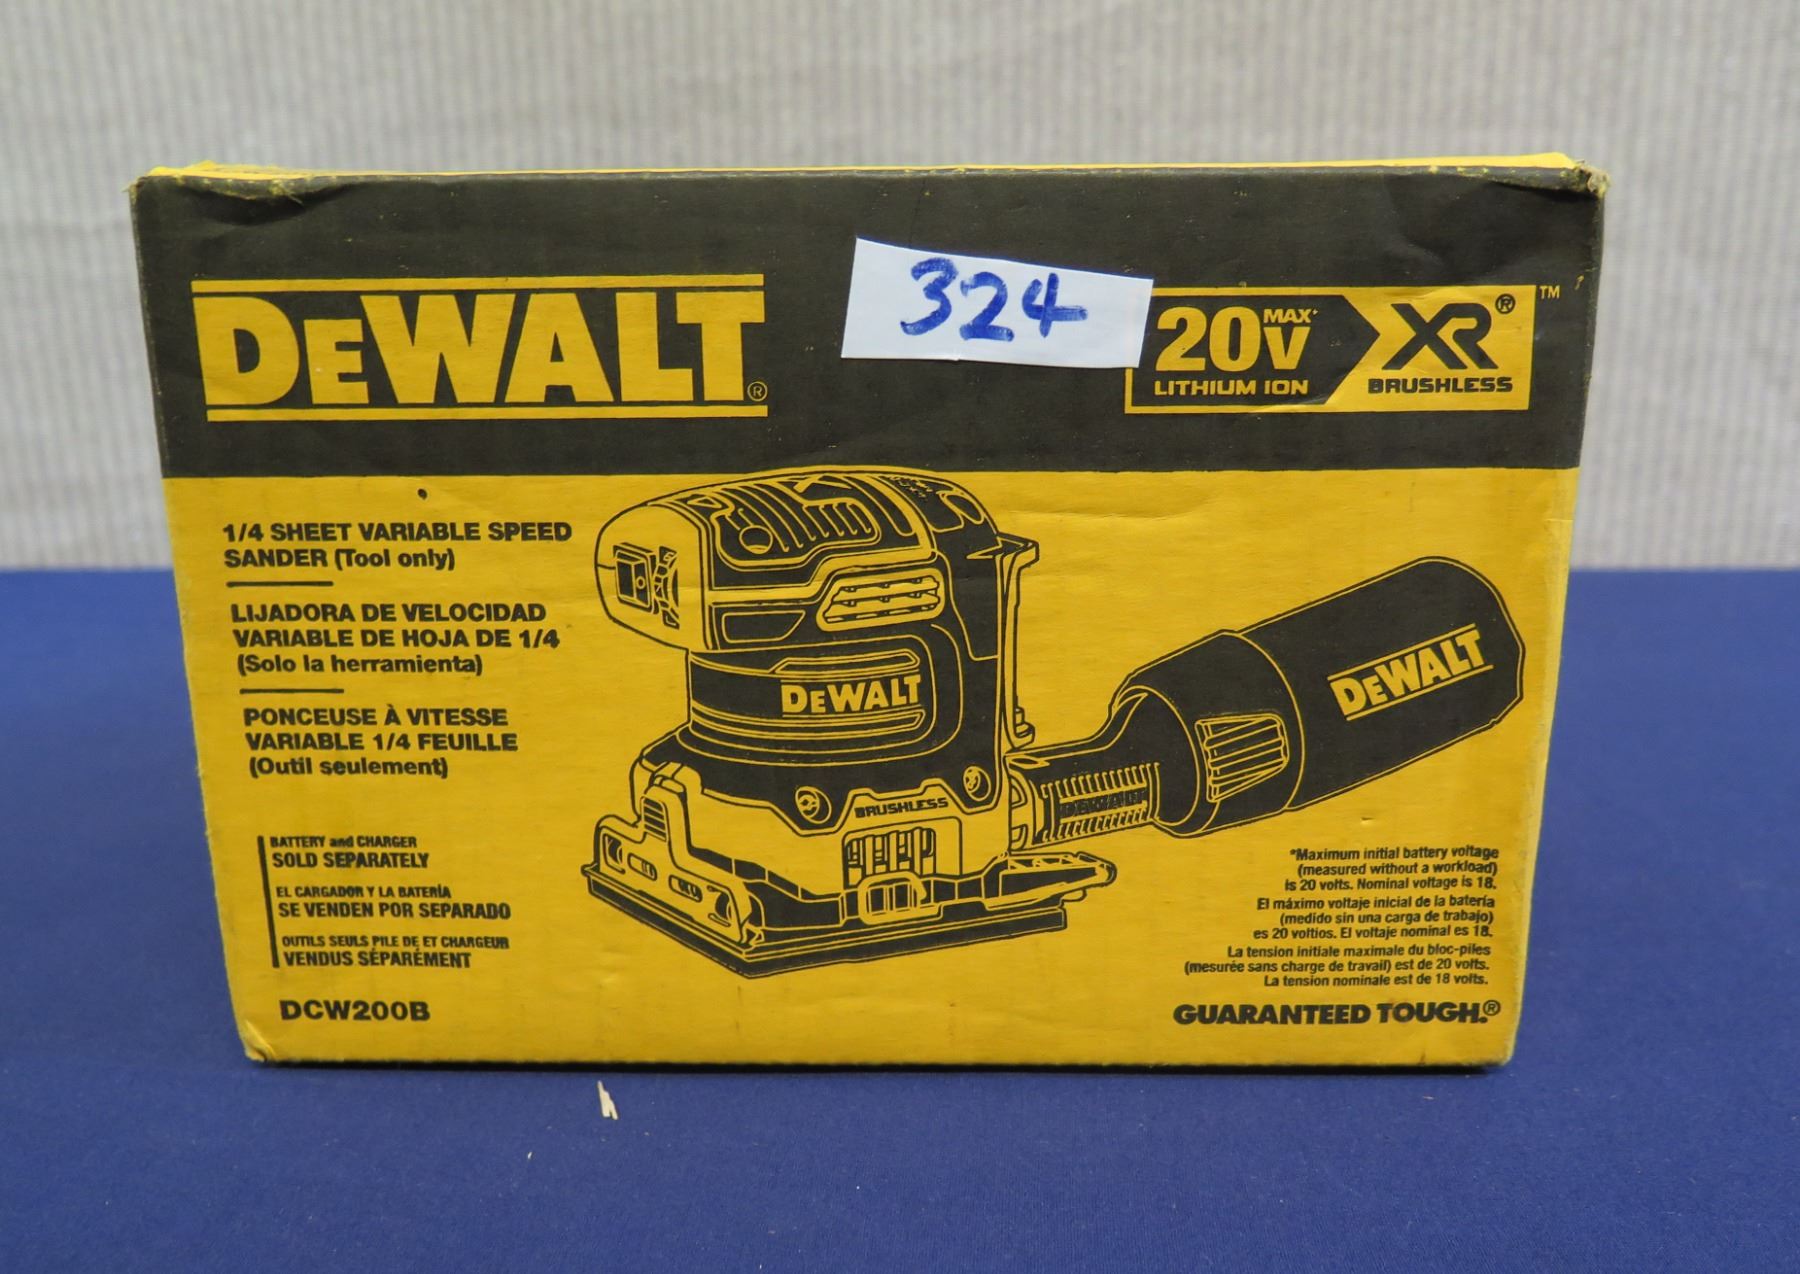 DEWALT®
324
20V MAX*
LITHIUM ION
XR® ™
BRUSHLESS
1/4 SHEET VARIABLE SPEED
SANDER (Tool only)
LIJADORA DE VELOCIDAD
VARIABLE DE HOJA DE 1/4
(Solo la herramienta)
PONCEUSE À VITESSE
VARIABLE 1/4 FEUILLE
(Outil seulement)
BATTERY and CHARGER
SOLD SEPARATELY
EL CARGADOR Y LA BATERÍA
SE VENDEN POR SEPARADO
OUTILS SEULS PILE DE ET CHARGEUR
VENDUS SÉPARÉMENT
DCW200B
DEWALT
BRUSHLESS
DEWALT
DEWALT
*Maximum initial battery voltage
(measured without a workload)
is 20 volts. Nominal voltage is 18.
El máximo voltaje inicial de la batería
(medido sin una carga de trabajo)
es 20 voltios. El voltaje nominal es 18.
La tension initiale maximale du bloc-piles
(mesurée sans charge de travail) est de 20 volts.
La tension nominale est de 18 volts.
GUARANTEED TOUGH.®